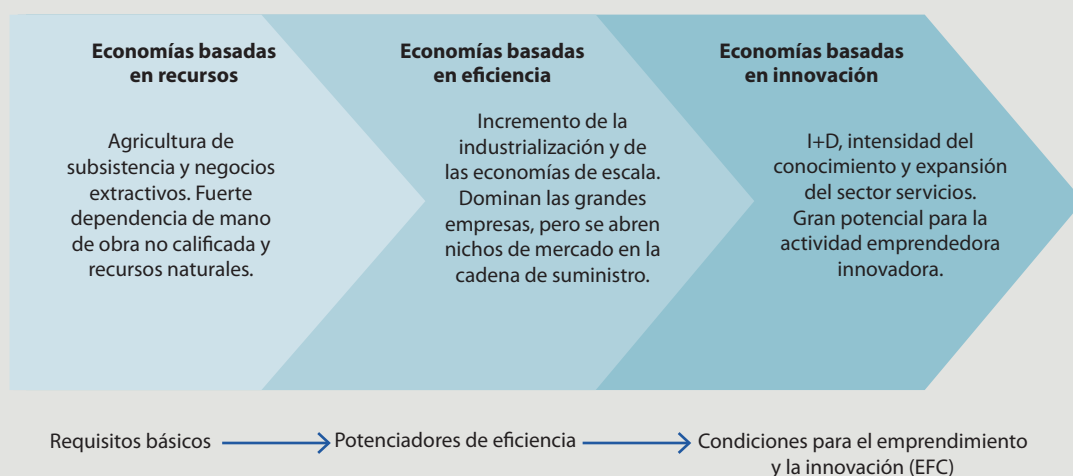 Economías basadas
en recursos
Agricultura de
subsistencia y negocios
extractivos. Fuerte
dependencia de mano
de obra no calificada y
recursos naturales.
Economías basadas
en eficiencia
Incremento de la
industrialización y de
las economías de escala.
Dominan las grandes
empresas, pero se abren
nichos de mercado en la
cadena de suministro.
Economías basadas
en innovación
I+D, intensidad del
conocimiento y expansión
del sector servicios.
Gran potencial para la
actividad emprendedora
innovadora.
Requisitos básicos
Potenciadores de eficiencia
Condiciones para el emprendimiento
y la innovación (EFC)